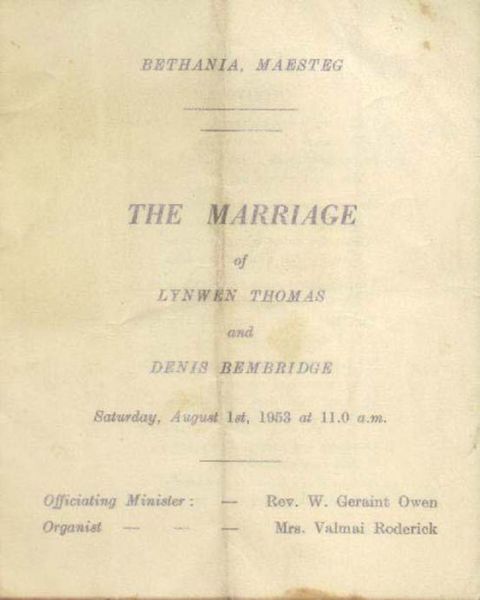 BETHANIA, MAESTEG
THE MARRIAGE
of
LYNWEN THOMAS
and
DENIS BEMBRIDGE
Saturday, August 1st, 1953 at 11.0 a.m.
Officiating Minister : — Rev. W. Geraint Owen
Organist — — — Mrs. Valmai Roderick